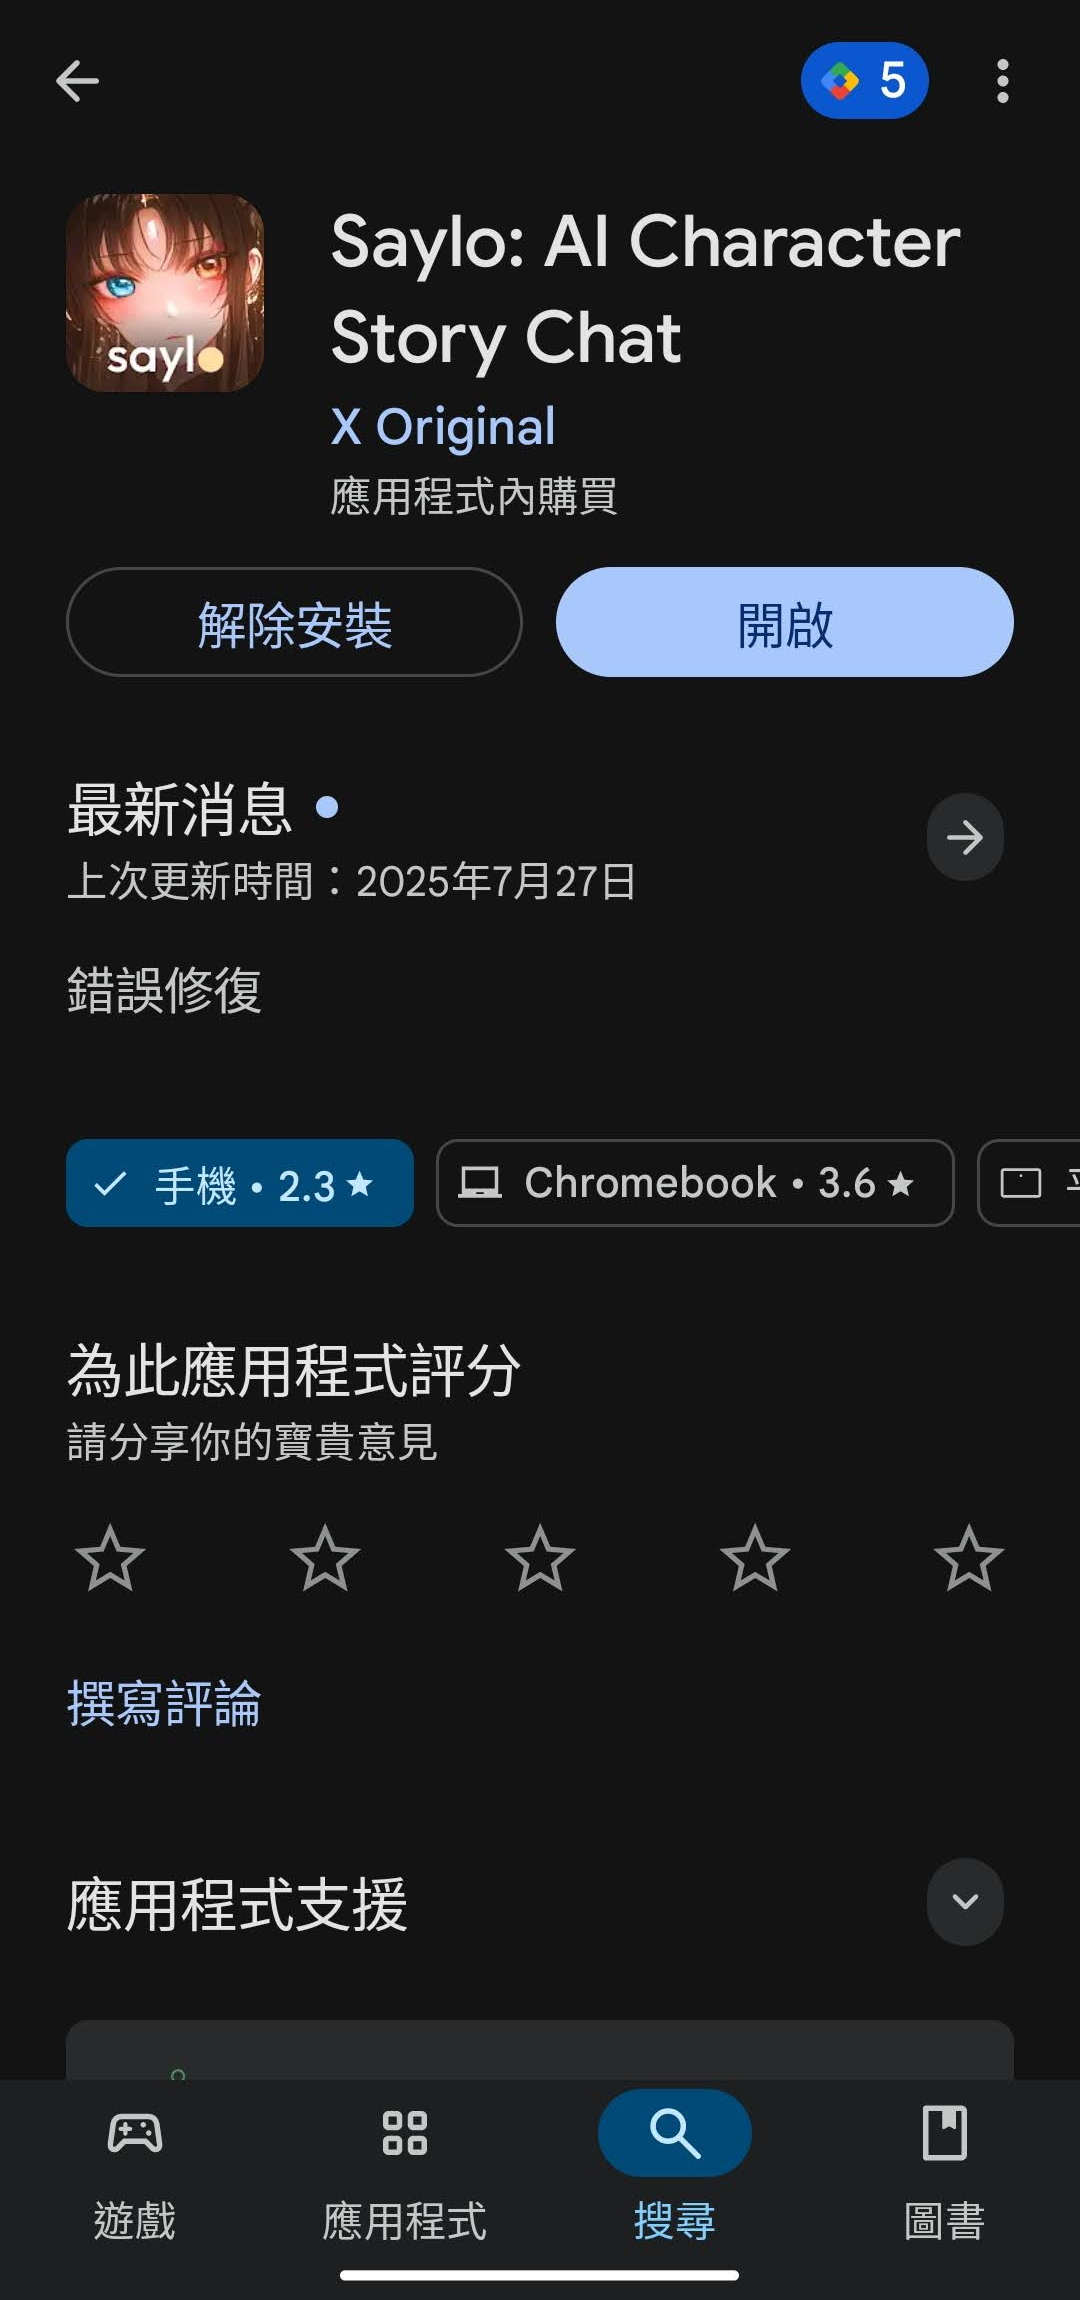 5
saylo
Saylo: AI Character
Story Chat
X Original
應用程式內購買
解除安裝
開啟
最新消息
上次更新時間：2025年7月27日
錯誤修復
手機 • 2.3 ★
Chromebook • 3.6 ★
為此應用程式評分
請分享你的寶貴意見
撰寫評論
應用程式支援
遊戲
應用程式
搜尋
圖書